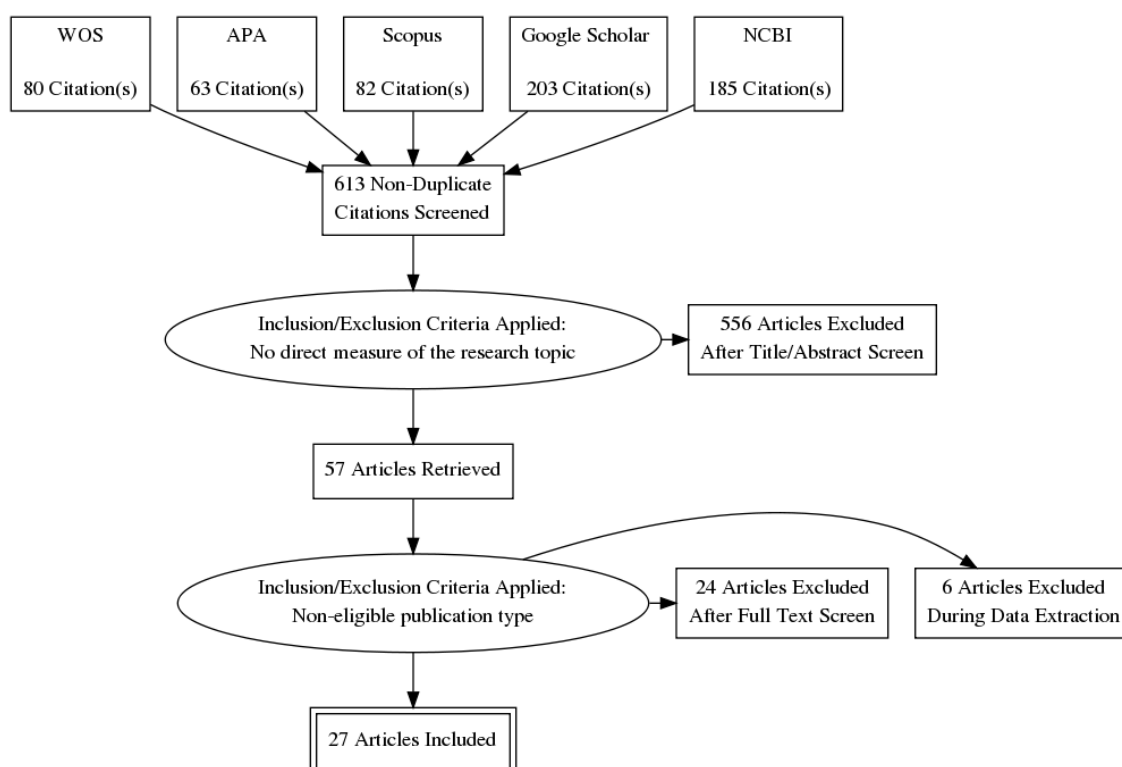 WOS
80 Citation(s)
APA
63 Citation(s)
Scopus
82 Citation(s)
Google Scholar
203 Citation(s)
NCBI
185 Citation(s)
613 Non-Duplicate
Citations Screened
Inclusion/Exclusion Criteria Applied:
No direct measure of the research topic
556 Articles Excluded
After Title/Abstract Screen
57 Articles Retrieved
Inclusion/Exclusion Criteria Applied:
Non-eligible publication type
24 Articles Excluded
After Full Text Screen
6 Articles Excluded
During Data Extraction
27 Articles Included